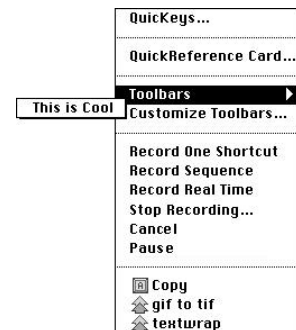 QuicKeys...
QuickReference Card...
Toolbars
This is Cool
Customize Toolbars...
Record One Shortcut
Record Sequence
Record Real Time
Stop Recording...
Cancel
Pause
Copy
gif to tif
textwrap